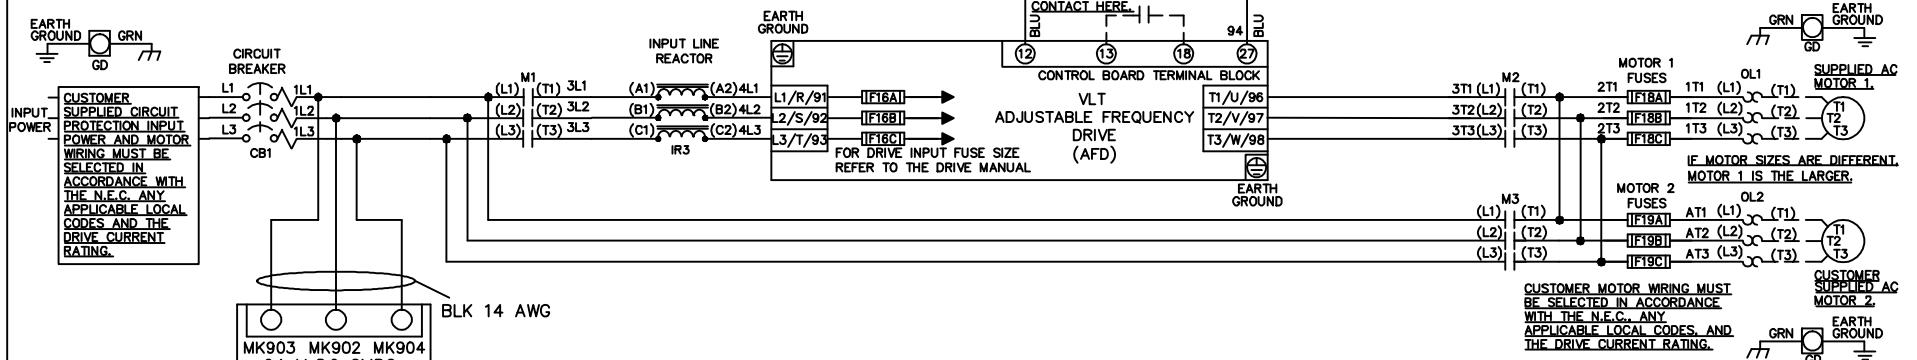 EARTH
GROUND
GRN
GD
CIRCUIT
BREAKER
L1
L2
L3
1L1
1L2
1L3
CB1
INPUT
POWER
CUSTOMER
SUPPLIED CIRCUIT
PROTECTION INPUT
POWER AND MOTOR
WIRING MUST BE
SELECTED IN
ACCORDANCE WITH
THE N.E.C. ANY
APPLICABLE LOCAL
CODES AND THE
DRIVE CURRENT
RATING.
BLK 14 AWG
MK903 MK902 MK904
M1
(L1) (T1) 3L1
(L2) (T2) 3L2
(L3) (T3) 3L3
INPUT LINE
REACTOR
(A1) (A2) 4L1
(B1) (B2) 4L2
(C1) (C2) 4L3
IR3
EARTH
GROUND
L1/R/91
L2/S/92
L3/T/93
F16A
F16B
F16C
FOR DRIVE INPUT FUSE SIZE
REFER TO THE DRIVE MANUAL
CONTACT HERE.
BLU
94
BLU
12
13
18
27
CONTROL BOARD TERMINAL BLOCK
VLT
ADJUSTABLE FREQUENCY
DRIVE
(AFD)
T1/U/96
T2/V/97
T3/W/98
EARTH
GROUND
M2
3T1 (L1) (T1)
3T2 (L2) (T2)
3T3 (L3) (T3)
M3
(L1) (T1)
(L2) (T2)
(L3) (T3)
MOTOR 1
FUSES
2T1 F18A 1T1 (L1) (T1)
2T2 F18B 1T2 (L2) (T2)
2T3 F18C 1T3 (L3) (T3)
OL1
GRN
GD
EARTH
GROUND
SUPPLIED AC
MOTOR 1.
T1
T2
T3
IF MOTOR SIZES ARE DIFFERENT,
MOTOR 1 IS THE LARGER.
MOTOR 2
FUSES
OL2
F19A AT1 (L1) (T1)
F19B AT2 (L2) (T2)
F19C AT3 (L3) (T3)
T1
T2
T3
CUSTOMER
SUPPLIED AC
MOTOR 2.
CUSTOMER MOTOR WIRING MUST
BE SELECTED IN ACCORDANCE
WITH THE N.E.C., ANY
APPLICABLE LOCAL CODES, AND
THE DRIVE CURRENT RATING.
GRN
GD
EARTH
GROUND